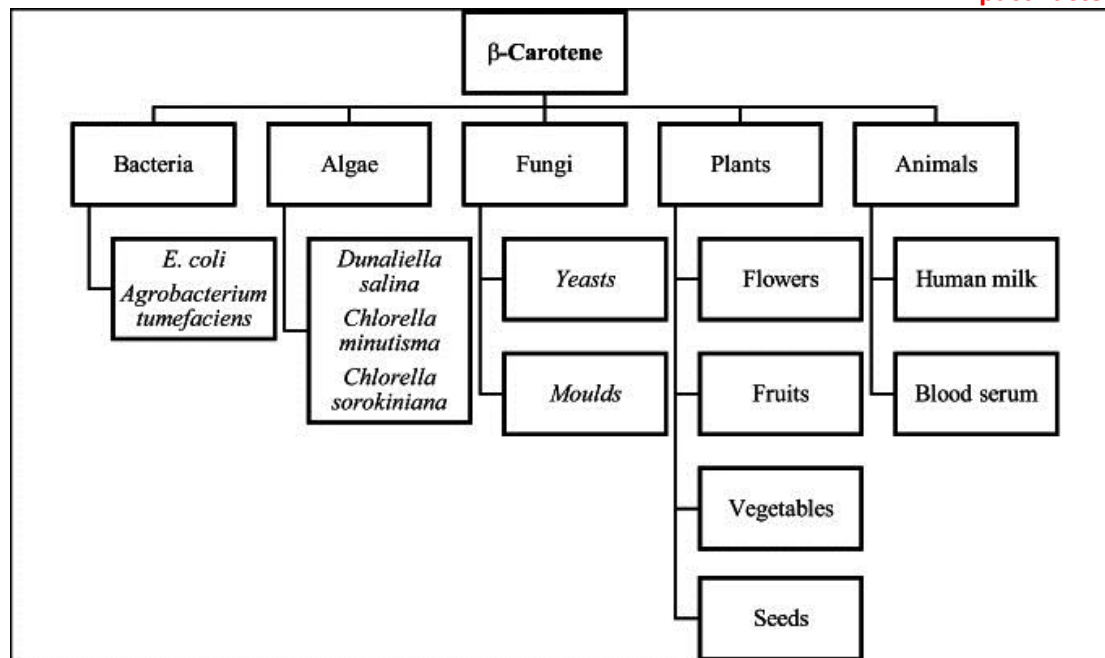 β-Carotene
Bacteria
Algae
Fungi
Plants
Animals
E. coli
Agrobacterium
tumefaciens
Dunaliella
salina
Chlorella
minutisma
Chlorella
sorokiniana
Yeasts
Moulds
Flowers
Fruits
Vegetables
Seeds
Human milk
Blood serum